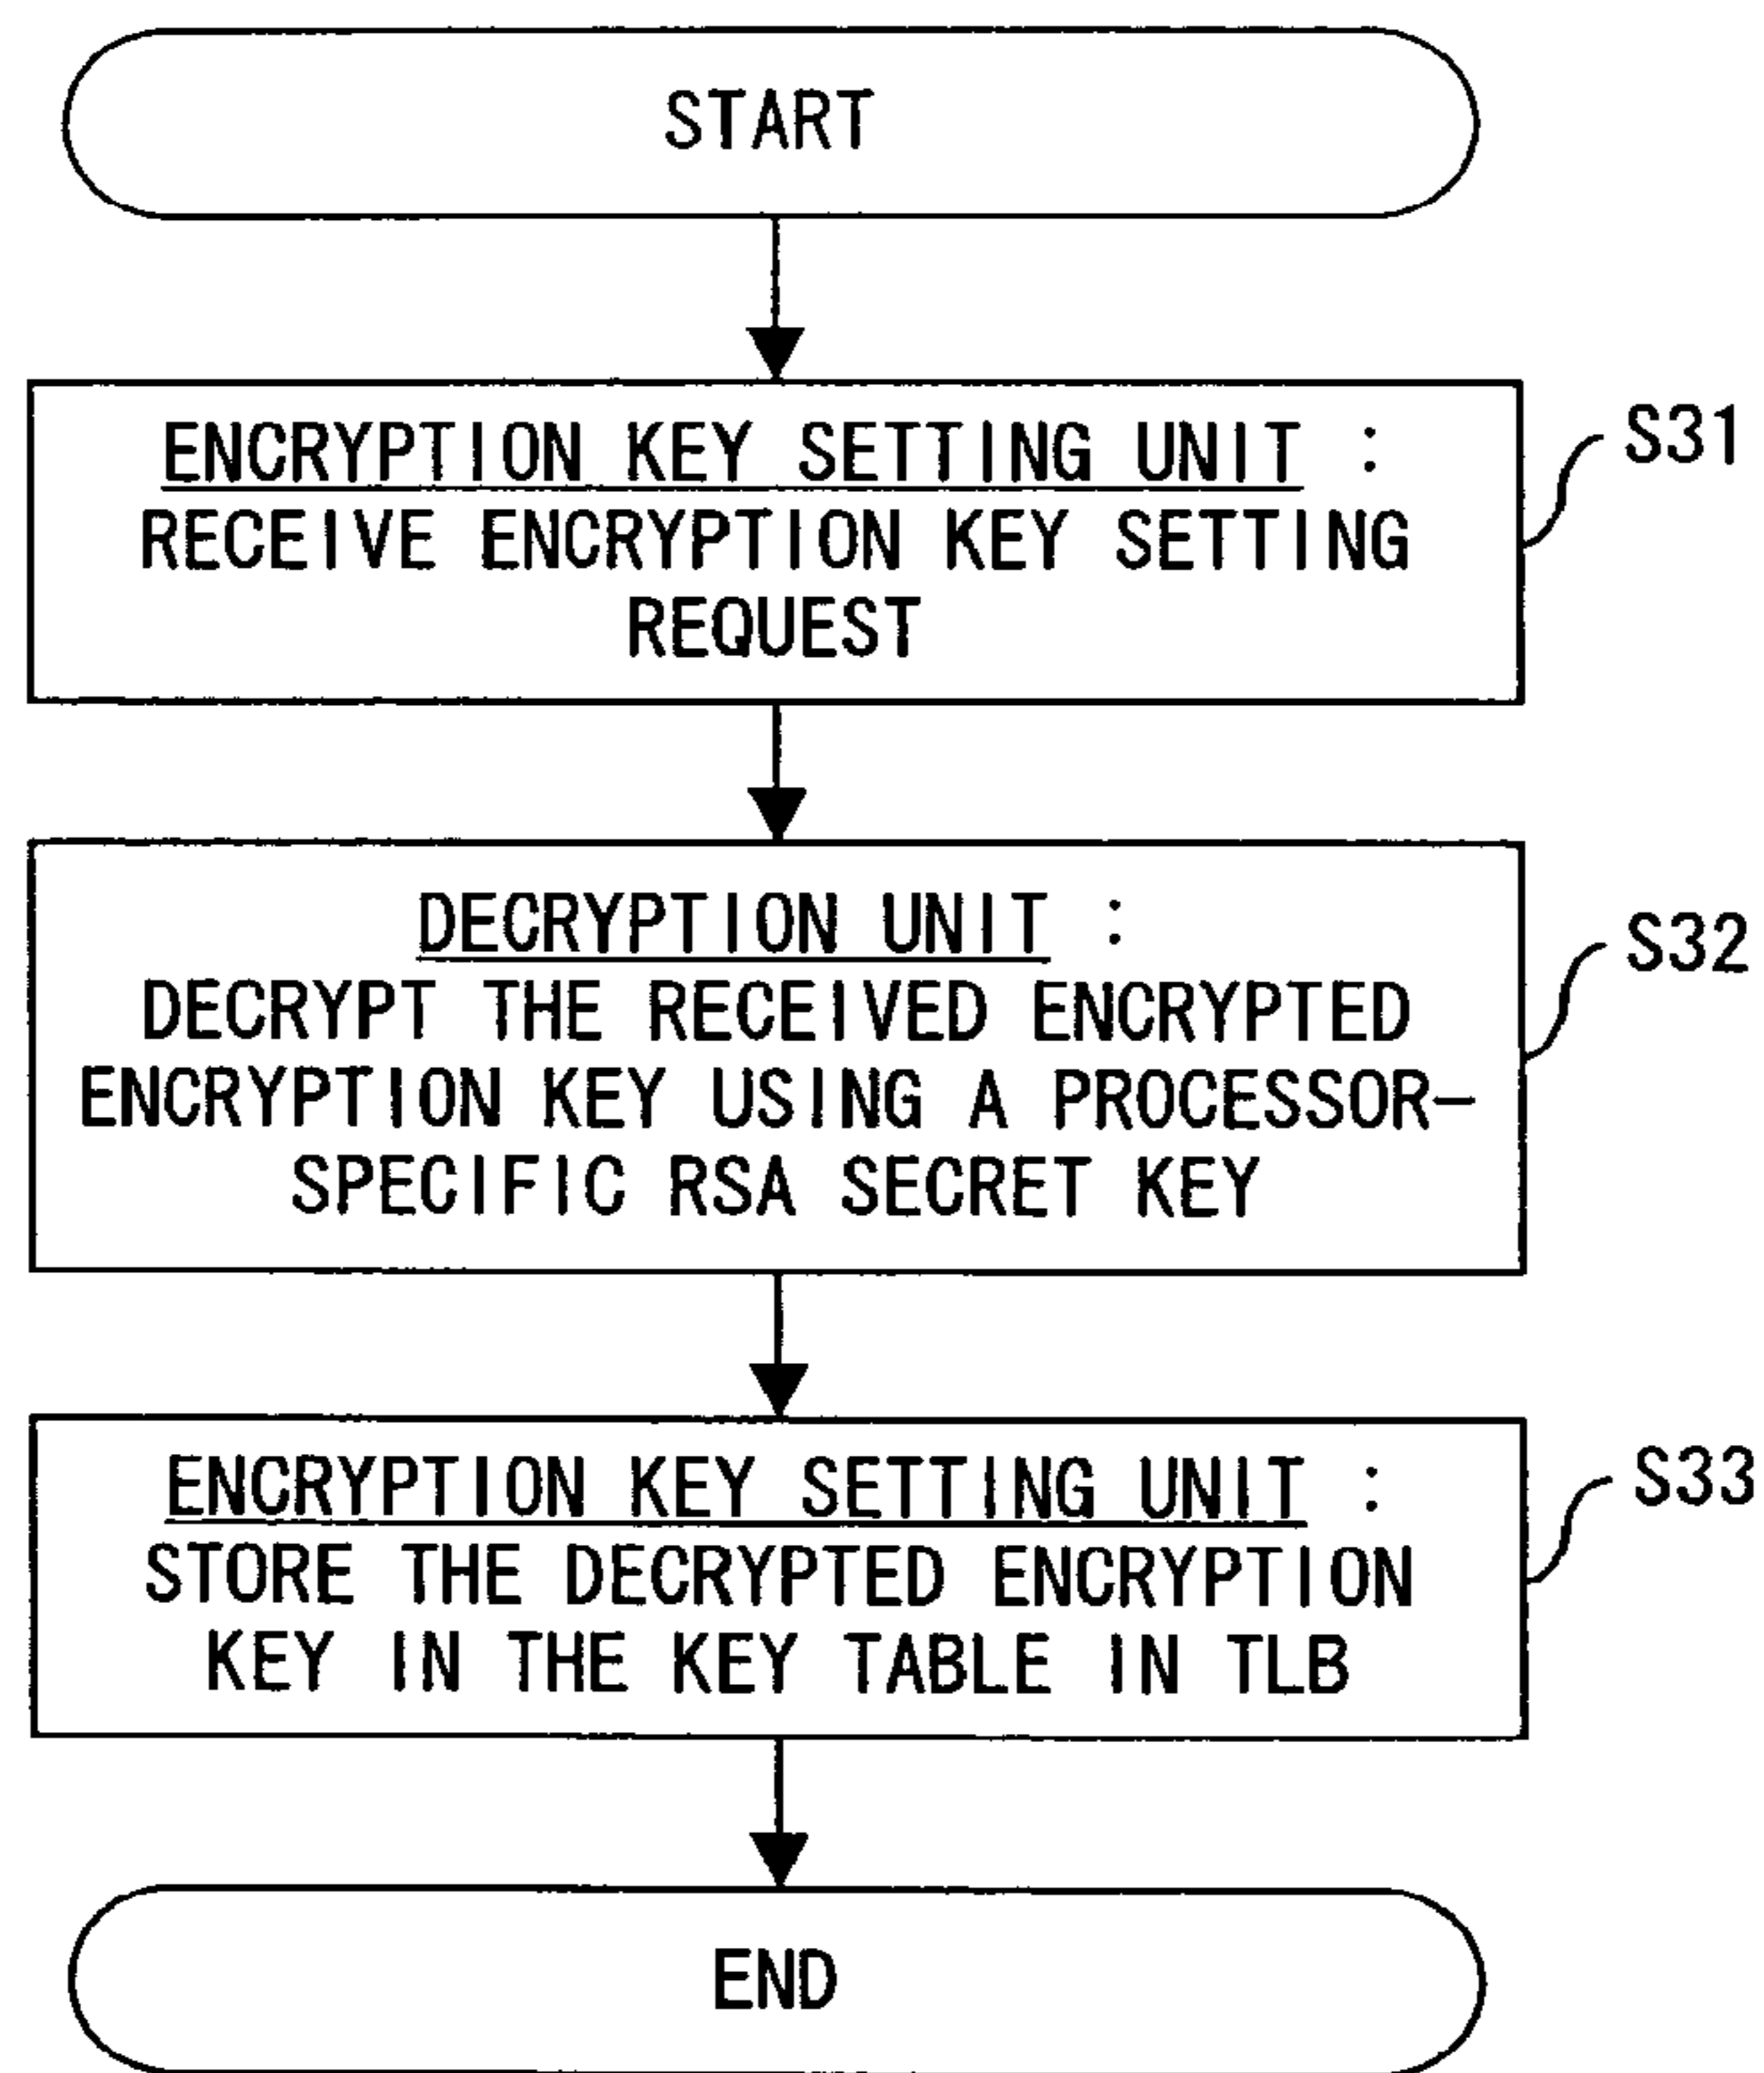 START
ENCRYPTION KEY SETTING UNIT :
RECEIVE ENCRYPTION KEY SETTING
REQUEST
S31
DECRYPTION UNIT :
DECRYPT THE RECEIVED ENCRYPTED
ENCRYPTION KEY USING A PROCESSOR-
SPECIFIC RSA SECRET KEY
S32
ENCRYPTION KEY SETTING UNIT :
STORE THE DECRYPTED ENCRYPTION
KEY IN THE KEY TABLE IN TLB
S33
END